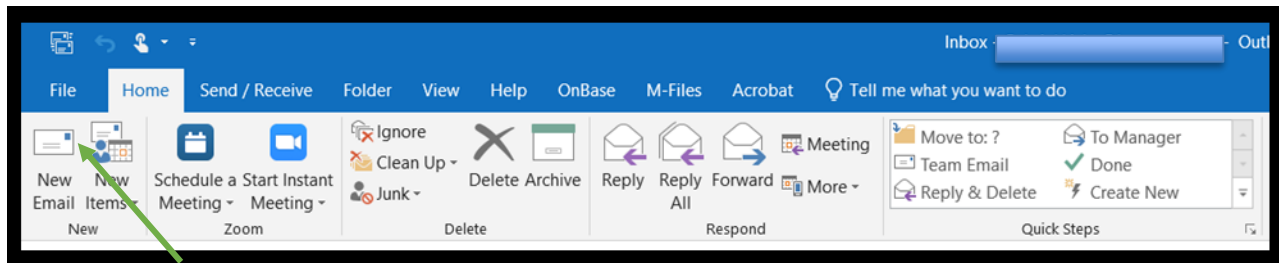 Inbox - - Outl
File Home Send / Receive Folder View Help OnBase M-Files Acrobat Tell me what you want to do
New Email
New Items
Schedule a Meeting
Start Instant Meeting
Ignore
Clean Up
Junk
Delete
Archive
Reply
Reply All
Forward
Meeting
More
Move to: ?
Team Email
Reply & Delete
To Manager
Done
Create New
New Zoom Delete Respond Quick Steps